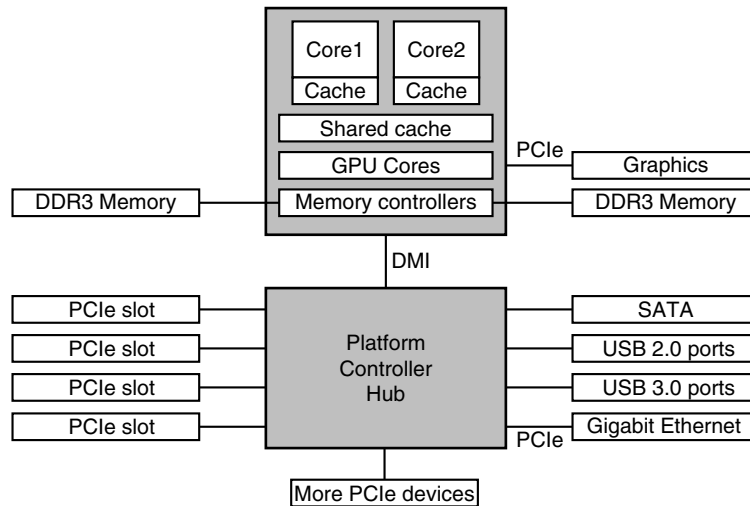 Core1
Core2
Cache
Cache
Shared cache
GPU Cores
PCIe
Graphics
DDR3 Memory
Memory controllers
DDR3 Memory
DMI
PCIe slot
SATA
PCIe slot
Platform
Controller
Hub
USB 2.0 ports
PCIe slot
USB 3.0 ports
PCIe slot
Gigabit Ethernet
PCIe
More PCIe devices